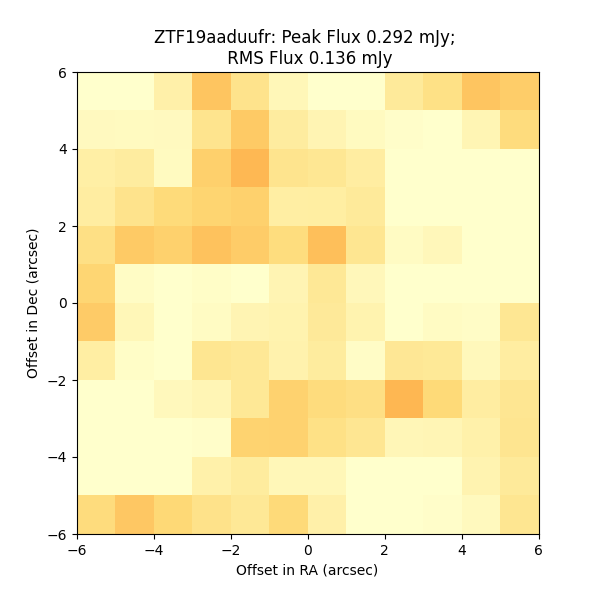 ZTF19aaduufr: Peak Flux 0.292 mJy;
RMS Flux 0.136 mJy
6
4
2
0
−2
−4
−6
Offset in Dec (arcsec)
−6 −4 −2 0 2 4 6
Offset in RA (arcsec)